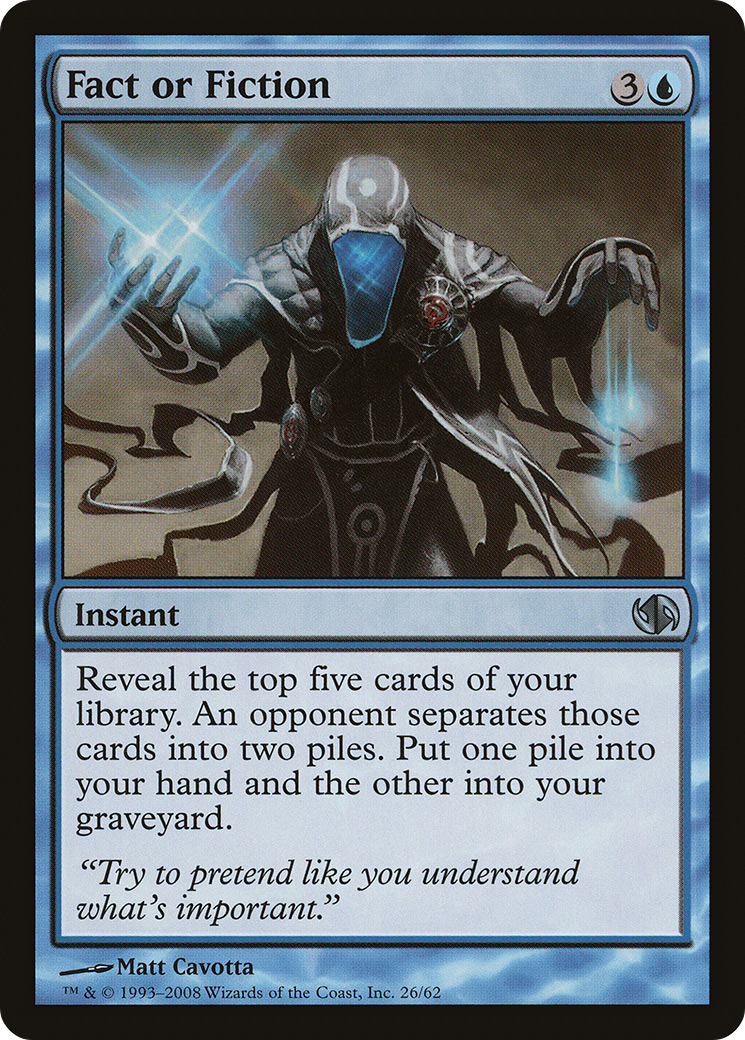 Fact or Fiction
3
Instant
Reveal the top five cards of your
library. An opponent separates those
cards into two piles. Put one pile into
your hand and the other into your
graveyard.
“Try to pretend like you understand
what’s important.”
Matt Cavotta
™ & © 1993–2008 Wizards of the Coast, Inc. 26/62